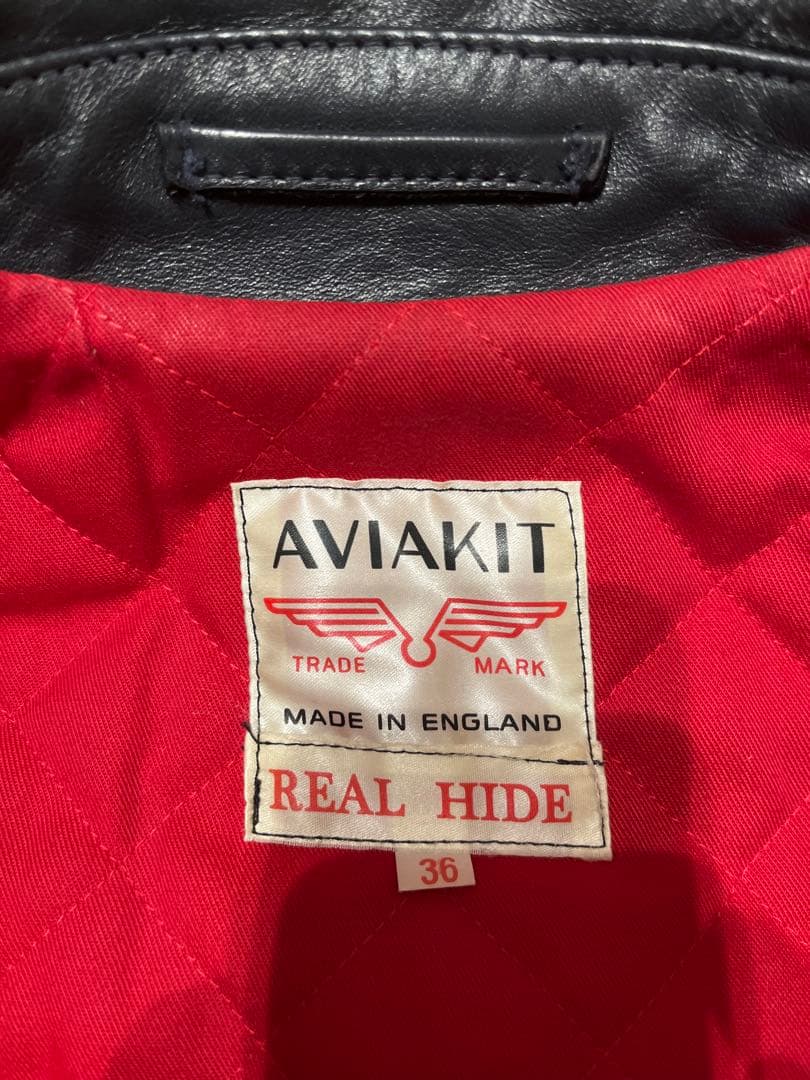 AVIAKIT
TRADE MARK
MADE IN ENGLAND
REAL HIDE
36